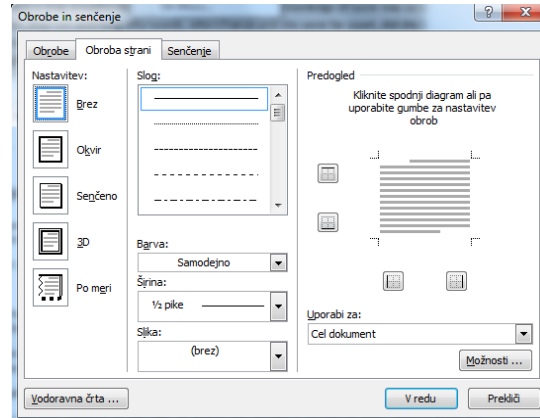 Obrobe in senčenje
Obrobe
Obroba strani
Senčenje
Nastavitev:
Brez
Okvir
Senčeno
3D
Po meri
Slog:
Barva:
Samodejno
Širina:
½ pike
Slika:
(brez)
Predogled
Kliknite spodnji diagram ali pa
uporabite gumbe za nastavitev
obrob
Uporabi za:
Cel dokument
Možnosti ...
Vodoravna črta ...
V redu
Prekliči